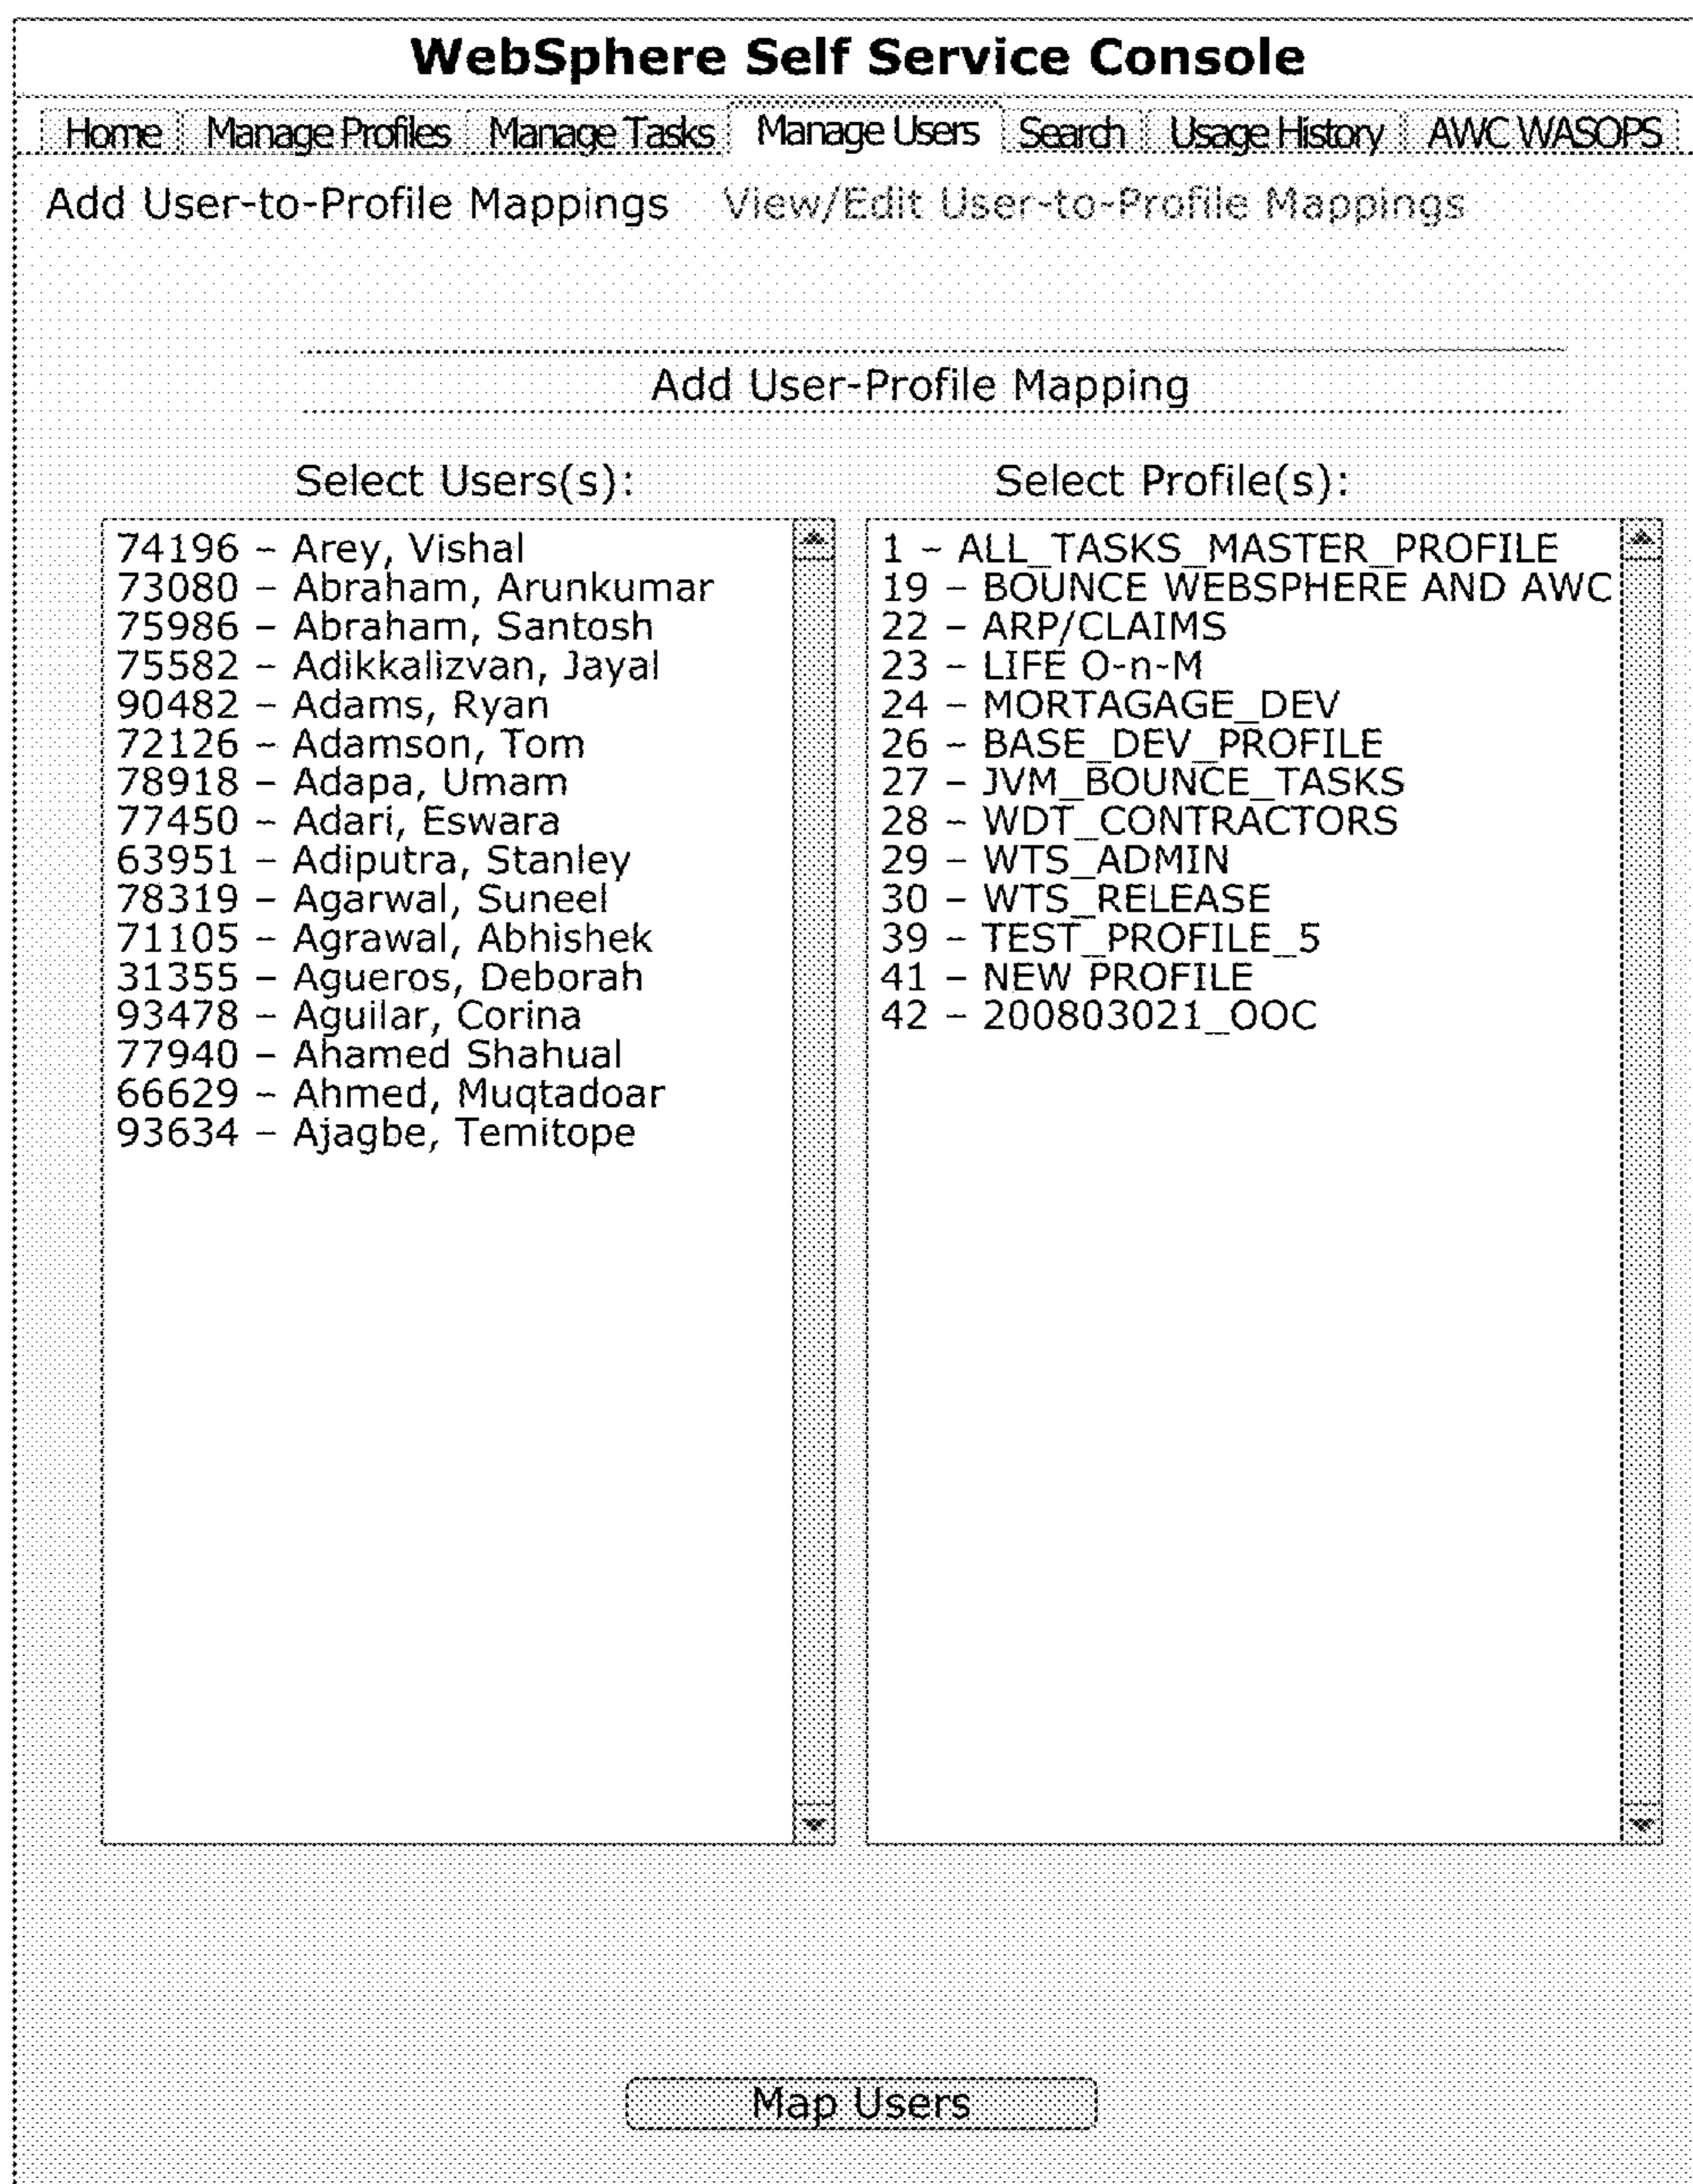 WebSphere Self Service Console
Home Manage Profiles Manage Tasks Manage Users Search Usage History AWC WASOPS
Add User-to-Profile Mappings View/Edit User-to-Profile Mappings
Add User-Profile Mapping
Select Users(s):
74196 – Arey, Vishal
73080 – Abraham, Arunkumar
75986 – Abraham, Santosh
75582 – Adikkalizvan, Jayal
90482 – Adams, Ryan
72126 – Adamson, Tom
78918 – Adapa, Umam
77450 – Adari, Eswara
63951 – Adiputra, Stanley
78319 – Agarwal, Suneel
71105 – Agrawal, Abhishek
31355 – Agueros, Deborah
93478 – Aguilar, Corina
77940 – Ahamed Shahual
66629 – Ahmed, Muqtadoar
93634 – Ajagbe, Temitope
Select Profile(s):
1 – ALL_TASKS_MASTER_PROFILE
19 – BOUNCE WEBSPHERE AND AWC
22 – ARP/CLAIMS
23 – LIFE O-n-M
24 – MORTAGAGE_DEV
26 – BASE_DEV_PROFILE
27 – JVM_BOUNCE_TASKS
28 – WDT_CONTRACTORS
29 – WTS_ADMIN
30 – WTS_RELEASE
39 – TEST_PROFILE_5
41 – NEW PROFILE
42 – 200803021_OOC
Map Users